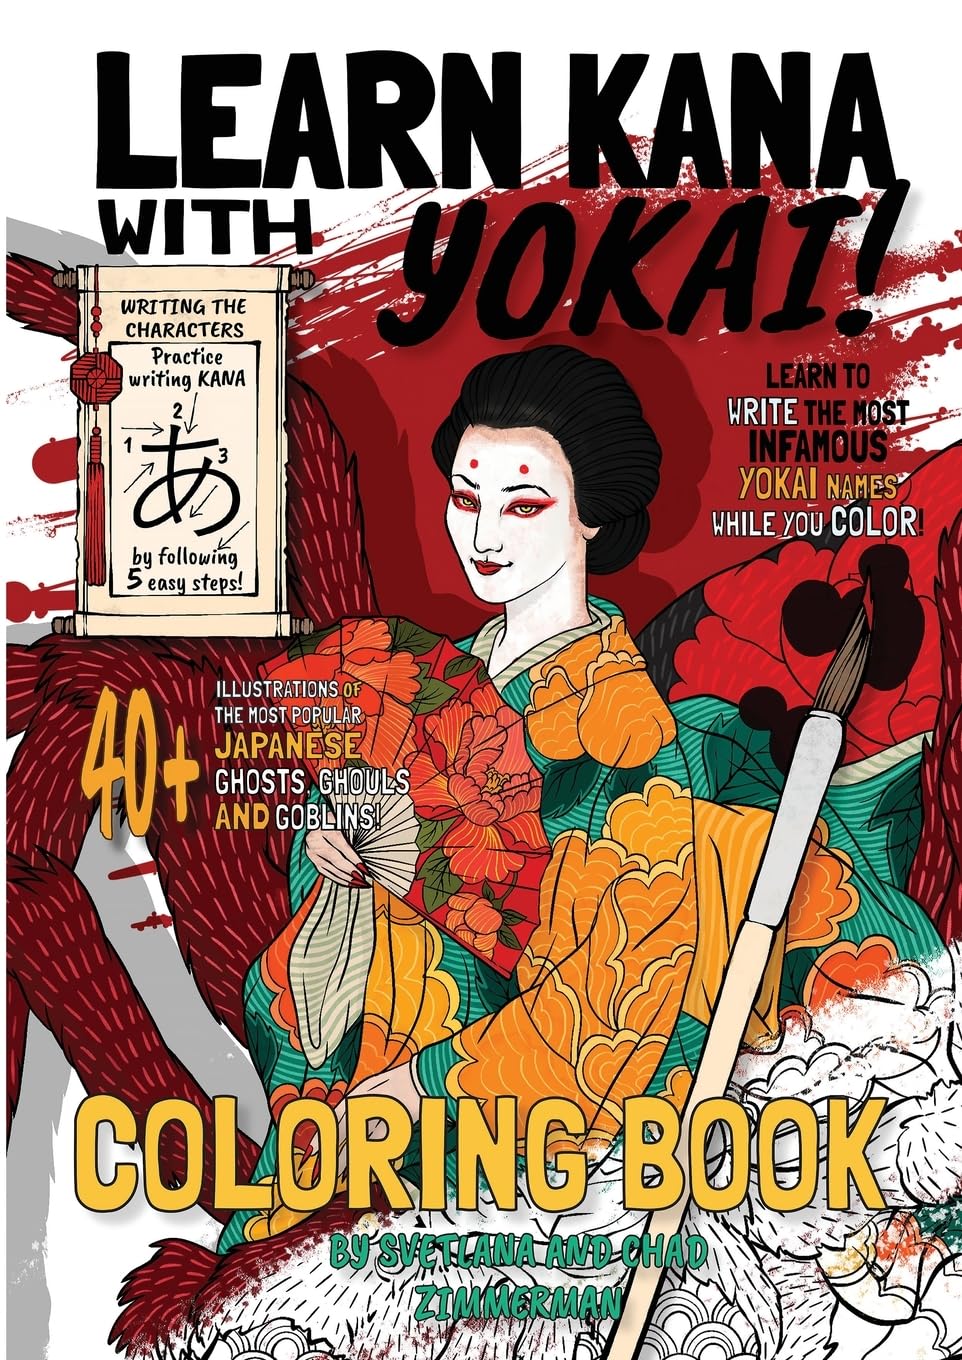 LEARN KANA
WITH YOKAI!
WRITING THE
CHARACTERS
Practice
writing KANA
1 2 3
あ
by following
5 easy steps!
LEARN TO
WRITE THE MOST
INFAMOUS
YOKAI NAMES
WHILE YOU COLOR!
40+
ILLUSTRATIONS OF
THE MOST POPULAR
JAPANESE
GHOSTS, GHOULS
AND GOBLINS!
COLORING BOOK
BY SVETLANA AND CHAD
ZIMMERMAN